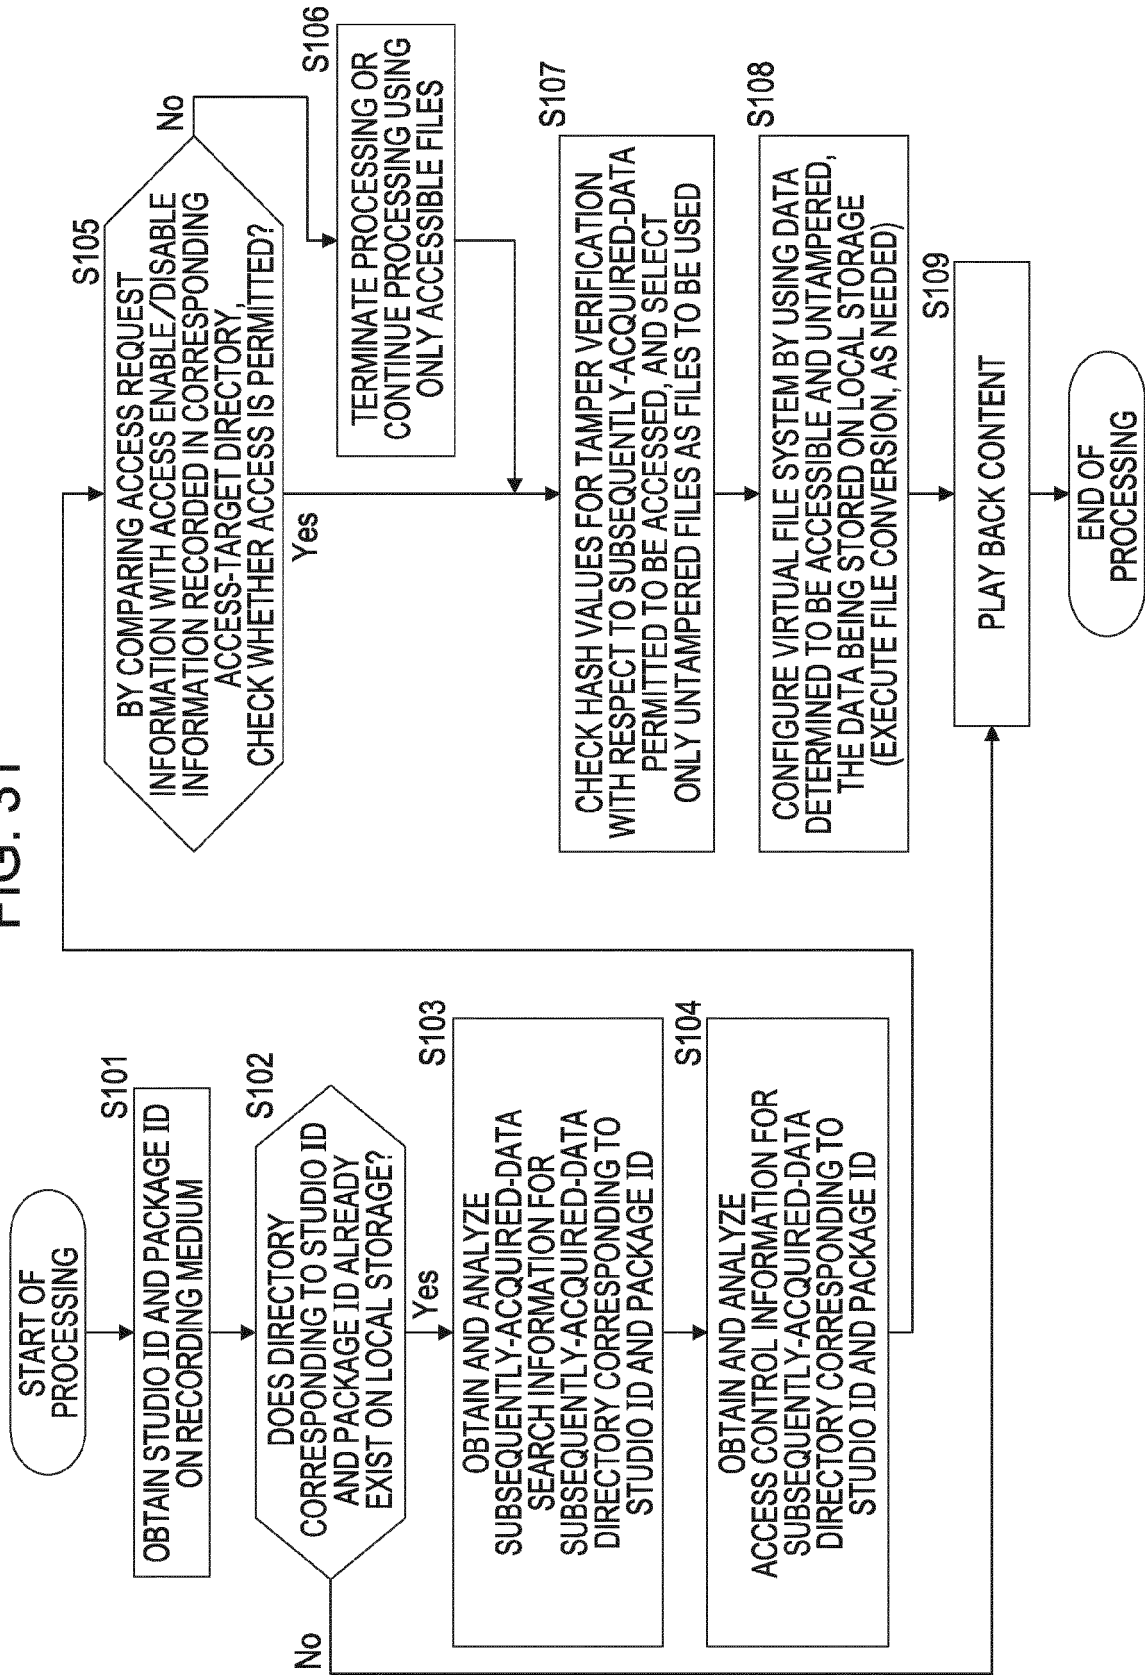 FIG. 31
START OF
PROCESSING
S101
OBTAIN STUDIO ID AND PACKAGE ID
ON RECORDING MEDIUM
S102
DOES DIRECTORY
CORRESPONDING TO STUDIO ID
AND PACKAGE ID ALREADY
EXIST ON LOCAL STORAGE?
No
Yes
S103
OBTAIN AND ANALYZE
SUBSEQUENTLY-ACQUIRED-DATA
SEARCH INFORMATION FOR
SUBSEQUENTLY-ACQUIRED-DATA
DIRECTORY CORRESPONDING TO
STUDIO ID AND PACKAGE ID
S104
OBTAIN AND ANALYZE
ACCESS CONTROL INFORMATION FOR
SUBSEQUENTLY-ACQUIRED-DATA
DIRECTORY CORRESPONDING TO
STUDIO ID AND PACKAGE ID
S105
BY COMPARING ACCESS REQUEST
INFORMATION WITH ACCESS ENABLE/DISABLE
INFORMATION RECORDED IN CORRESPONDING
ACCESS-TARGET DIRECTORY,
CHECK WHETHER ACCESS IS PERMITTED?
No
Yes
S106
TERMINATE PROCESSING OR
CONTINUE PROCESSING USING
ONLY ACCESSIBLE FILES
S107
CHECK HASH VALUES FOR TAMPER VERIFICATION
WITH RESPECT TO SUBSEQUENTLY-ACQUIRED-DATA
PERMITTED TO BE ACCESSED, AND SELECT
ONLY UNTAMPERED FILES AS FILES TO BE USED
S108
CONFIGURE VIRTUAL FILE SYSTEM BY USING DATA
DETERMINED TO BE ACCESSIBLE AND UNTAMPERED,
THE DATA BEING STORED ON LOCAL STORAGE
(EXECUTE FILE CONVERSION, AS NEEDED)
S109
PLAY BACK CONTENT
END OF
PROCESSING